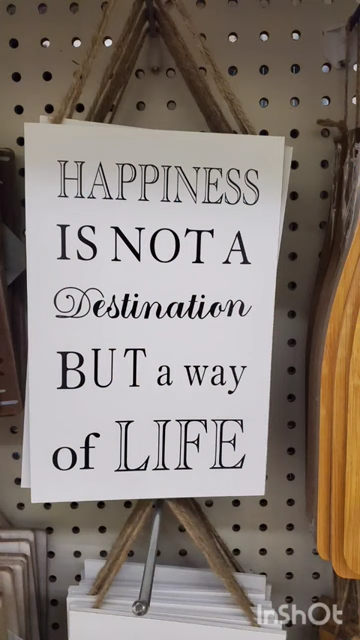 HAPPINESS
IS NOT A
Destination
BUT a way
of LIFE
InShOt